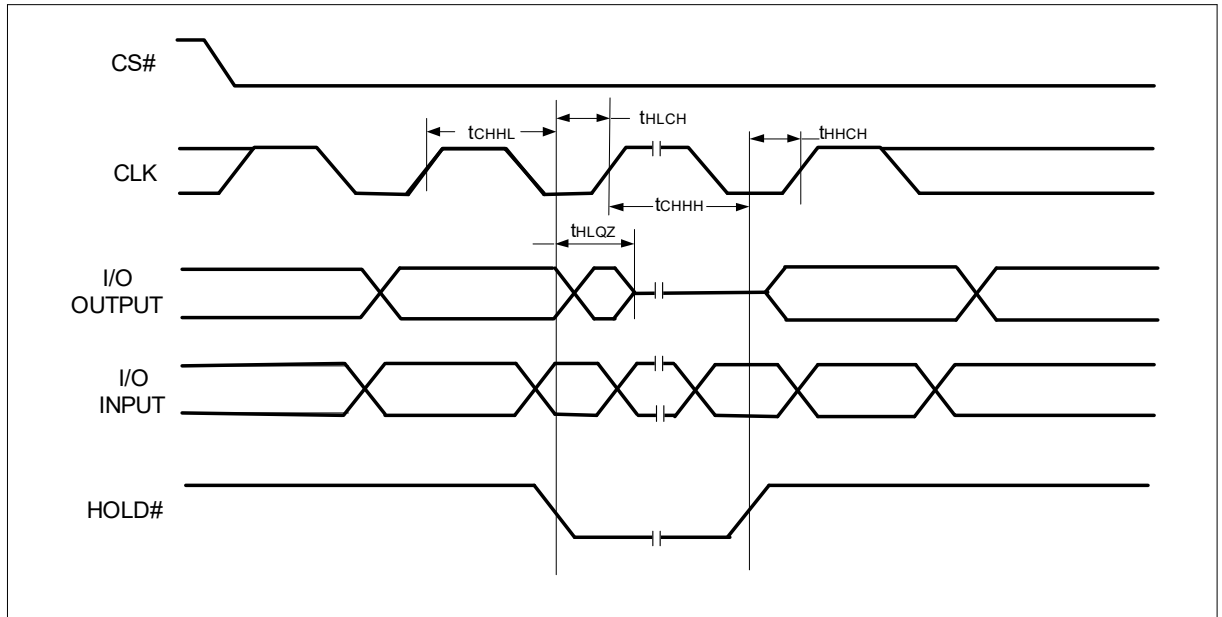 CS#
tCHHL
tHLCH
tHHCH
CLK
tCHHH
tHLQZ
I/O
OUTPUT
I/O
INPUT
HOLD#